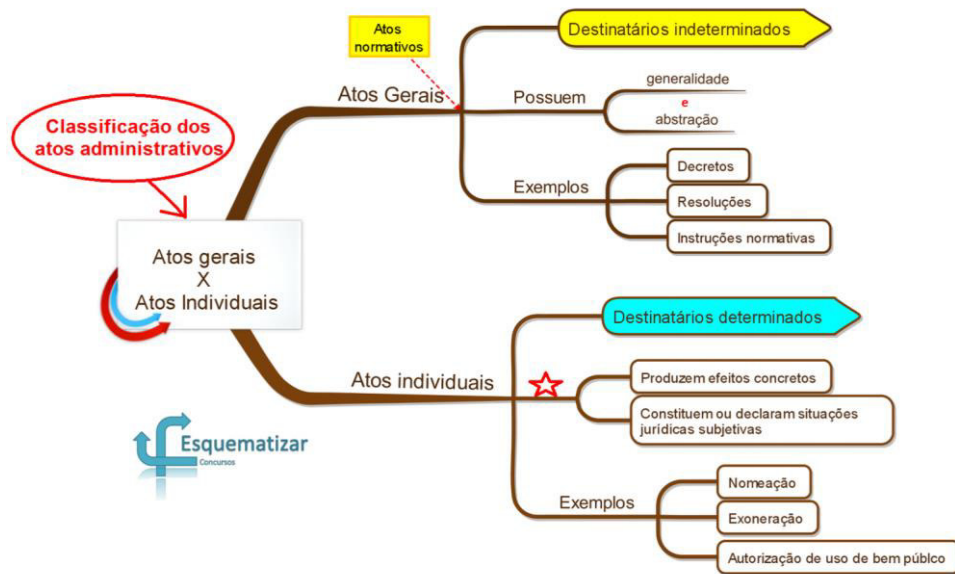 Classificação dos
atos administrativos
Atos gerais
X
Atos Individuais
Atos
normativos
Atos Gerais
Destinatários indeterminados
Possuem
generalidade
e
abstração
Exemplos
Decretos
Resoluções
Instruções normativas
Atos individuais
Destinatários determinados
Produzem efeitos concretos
Constituem ou declaram situações
jurídicas subjetivas
Exemplos
Nomeação
Exoneração
Autorização de uso de bem públco
Esquematizar
Concursos